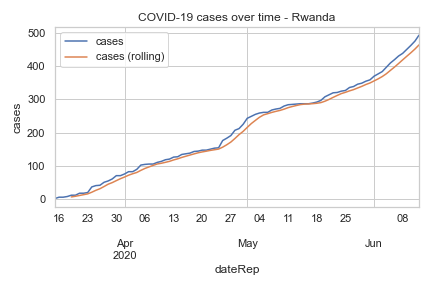 COVID-19 cases over time - Rwanda
cases
cases (rolling)
500
400
300
200
100
0
cases
16 23 30 06 13 20 27 04 11 18 25 08
Apr May Jun
2020
dateRep